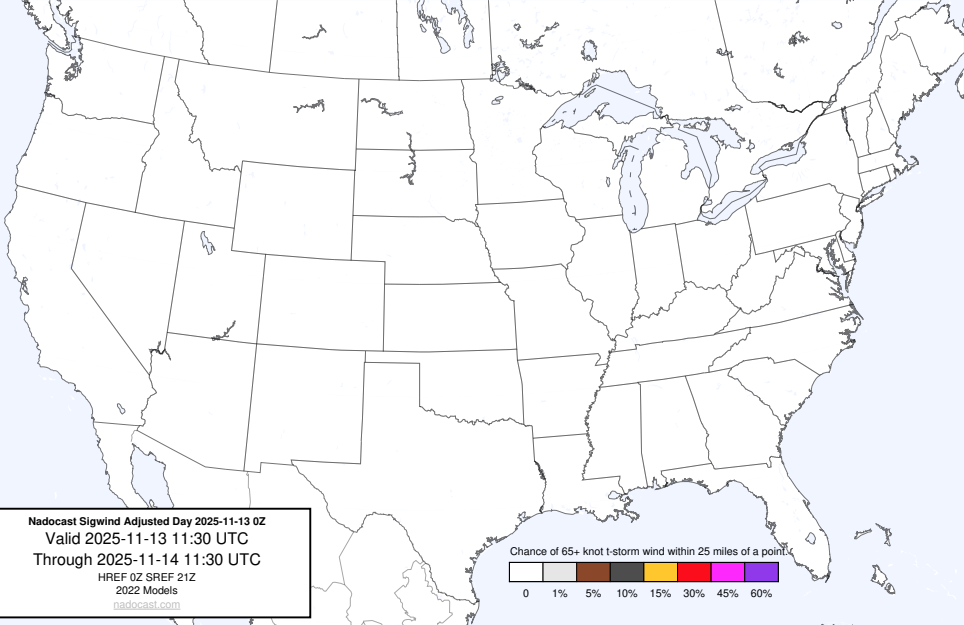 Nadocast Sigwind Adjusted Day 2025-11-13 0Z
Valid 2025-11-13 11:30 UTC
Through 2025-11-14 11:30 UTC
HREF 0Z SREF 21Z
2022 Models
nadocast.com
Chance of 65+ knot t-storm wind within 25 miles of a point.
0 1% 5% 10% 15% 30% 45% 60%